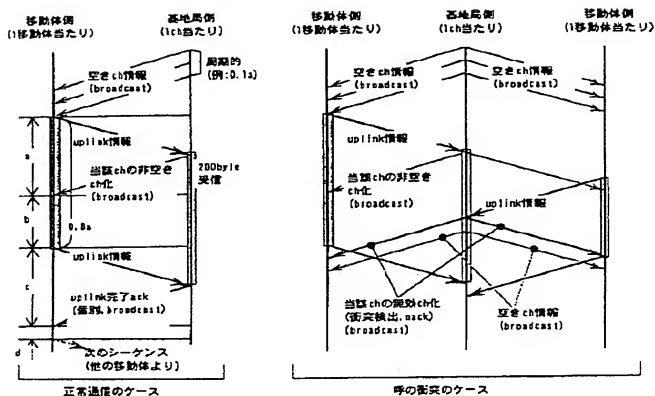 移動体側
(1移動体当たり)
基地局側
(1ch当たり)
周期的
(例:0.1s)
空きch情報
(broadcast)
uplink情報
a
200byte
受信
当該chの非空き
ch化
(broadcast)
b
0.8s
uplink情報
c
uplink完了ack
(個別,broadcast)
d
次のシーケンス
(他の移動体より)
正常通信のケース
移動体側
(1移動体当たり)
基地局側
(1ch当たり)
移動体側
(1移動体当たり)
空きch情報
(broadcast)
空きch情報
(broadcast)
uplink情報
当該chの非空き
ch化
(broadcast)
uplink情報
当該chの無効ch化
(衝突検出,nack)
(broadcast)
空きch情報
(broadcast)
呼の衝突のケース